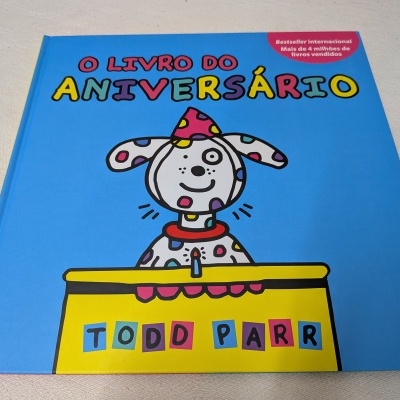 Bestseller internacional
Mais de 4 milhões de
livros vendidos
O LIVRO DO
ANIVERSÁRIO
TODD PARR